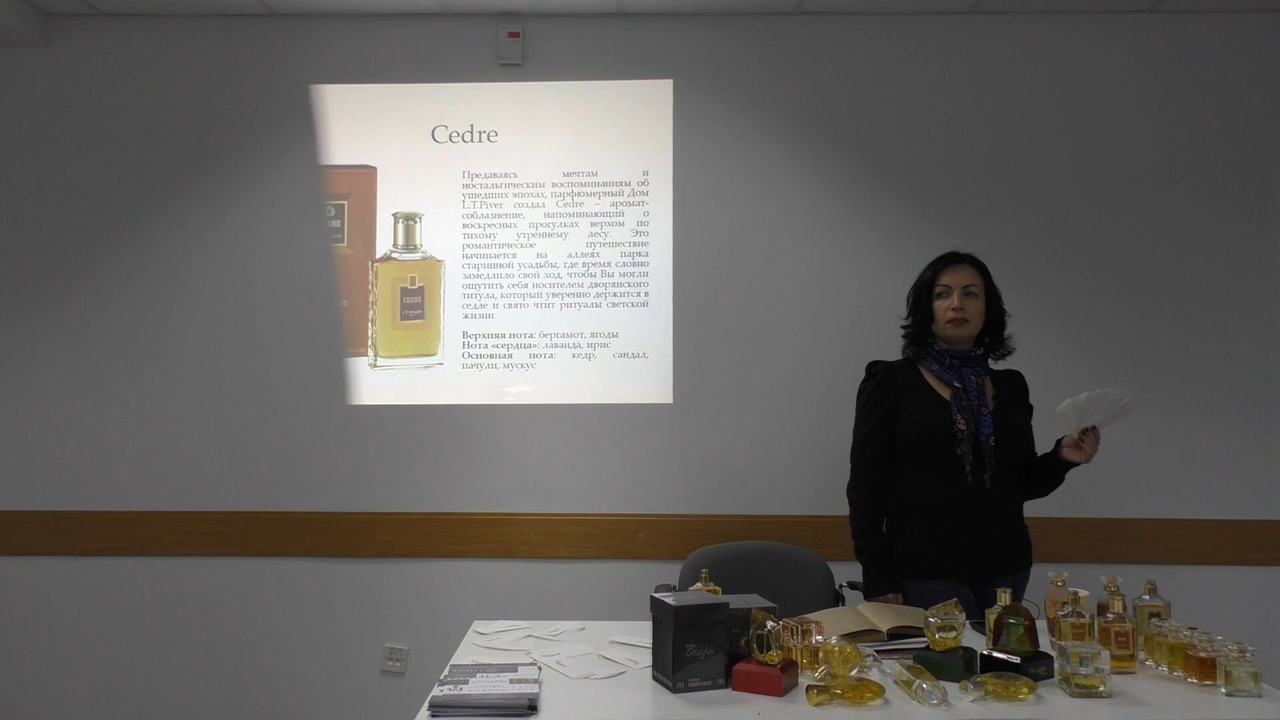 Cedre
Предаваясь мечтам и
ностальгическим воспоминаниям об
ушедших эпохах, парфюмерный Дом
L.T.Piver создал Cedre – аромат-
соблазнение, напоминающий о
воскресных прогулках верхом по
тихому утреннему лесу. Это
романтическое путешествие
начинается на аллеях парка
старинной усадьбы, где время словно
замедлило свой ход, чтобы Вы могли
ощутить себя носителем дворянского
титула, который уверенно держится в
седле и свято чтит ритуалы светской
жизни.
Верхняя нота: бергамот, ягоды
Нота «сердца»: лаванда, ирис
Основная нота: кедр, сандал,
пачули, мускус
CEDRE
L.T. PIVER